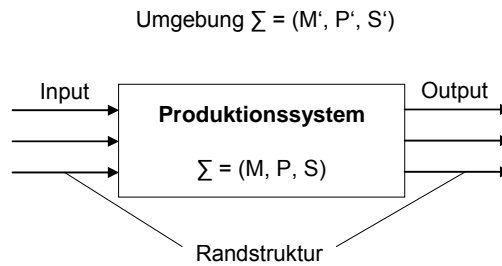 Umgebung ∑ = (M‘, P‘, S‘)
Input
Output
Produktionssystem
∑ = (M, P, S)
Randstruktur